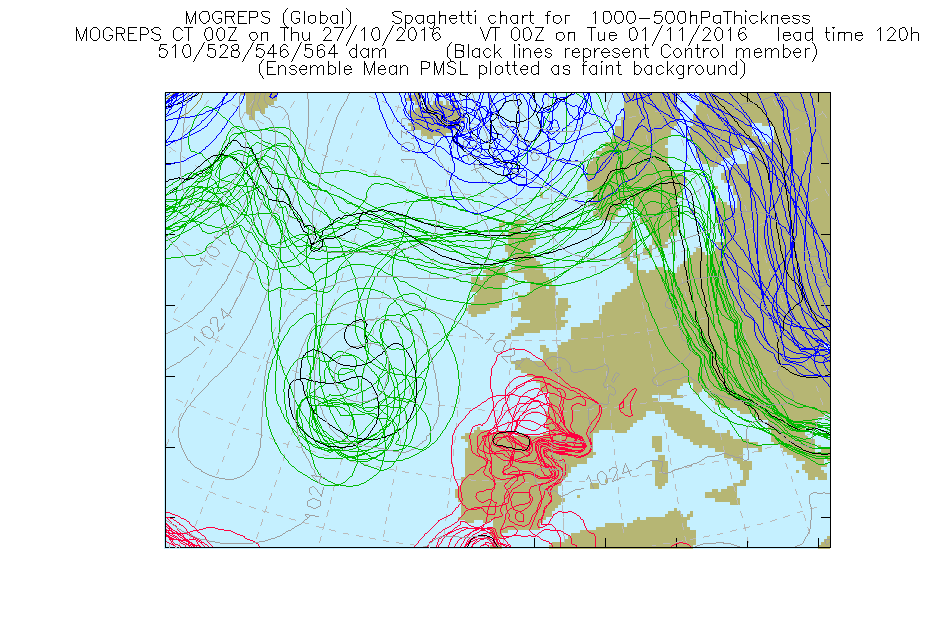 MOGREPS (Global) Spaghetti chart for 1000-500hPaThickness
MOGREPS CT 00Z on Thu 27/10/2016 VT 00Z on Tue 01/11/2016 lead time 120h
510/528/546/564 dam (Black lines represent Control member)
(Ensemble Mean PMSL plotted as faint background)
1024
1024